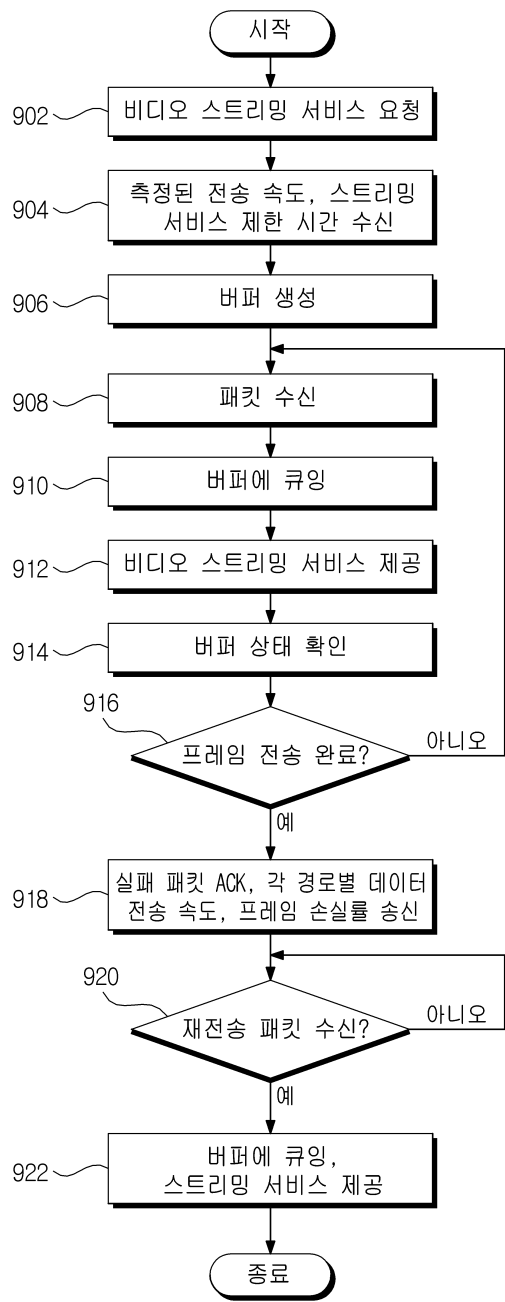 시작
902
비디오 스트리밍 서비스 요청
904
측정된 전송 속도, 스트리밍
서비스 제한 시간 수신
906
버퍼 생성
908
패킷 수신
910
버퍼에 큐잉
912
비디오 스트리밍 서비스 제공
914
버퍼 상태 확인
916
프레임 전송 완료?
아니오
예
918
실패 패킷 ACK, 각 경로별 데이터
전송 속도, 프레임 손실률 송신
920
재전송 패킷 수신?
아니오
예
922
버퍼에 큐잉,
스트리밍 서비스 제공
종료